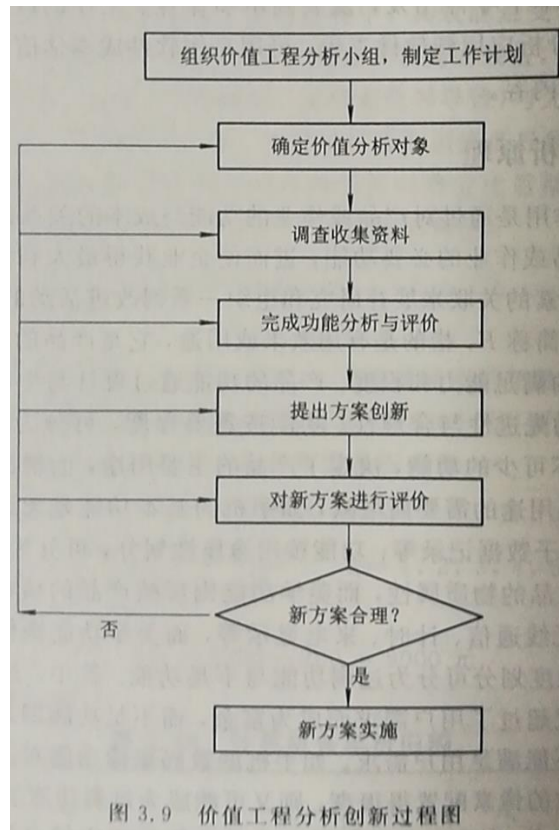 组织价值工程分析小组，制定工作计划
确定价值分析对象
调查收集资料
完成功能分析与评价
提出方案创新
对新方案进行评价
新方案合理？
否
是
新方案实施
图 3.9 价值工程分析创新过程图